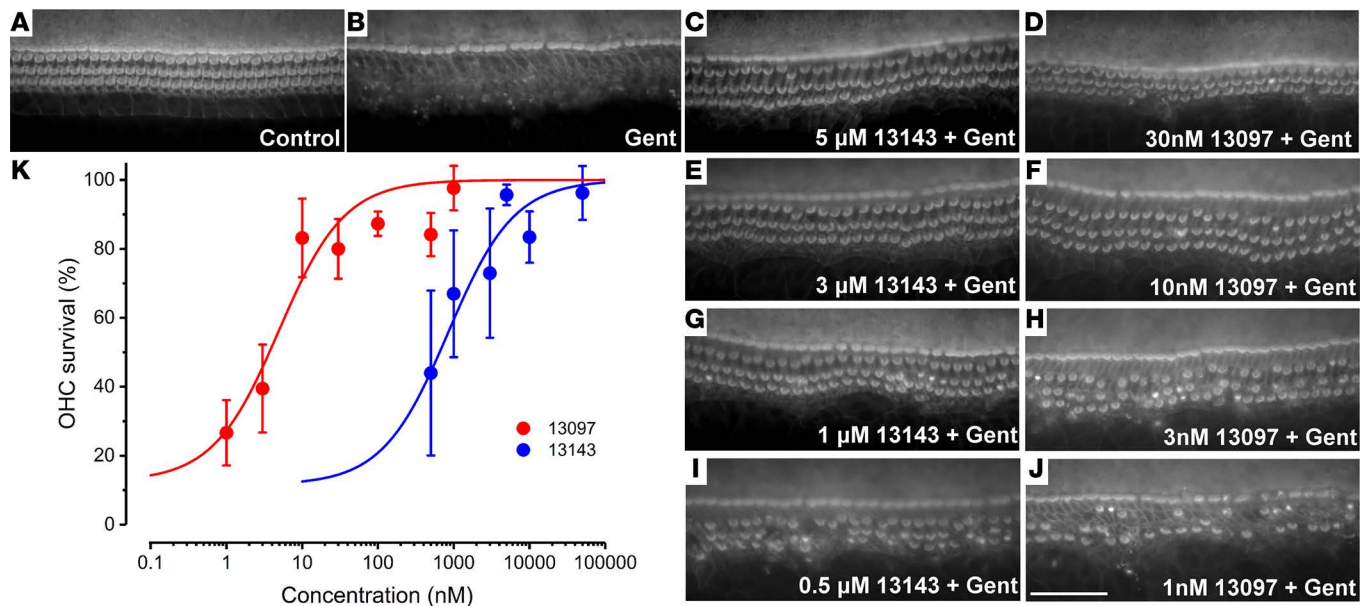 A
Control
B
Gent
C
5 µM 13143 + Gent
D
30nM 13097 + Gent
E
3 µM 13143 + Gent
F
10nM 13097 + Gent
G
1 µM 13143 + Gent
H
3nM 13097 + Gent
I
0.5 µM 13143 + Gent
J
1nM 13097 + Gent
K
OHC survival (%)
100
80
60
40
20
0
13097
13143
0.1 1 10 100 1000 10000 100000
Concentration (nM)